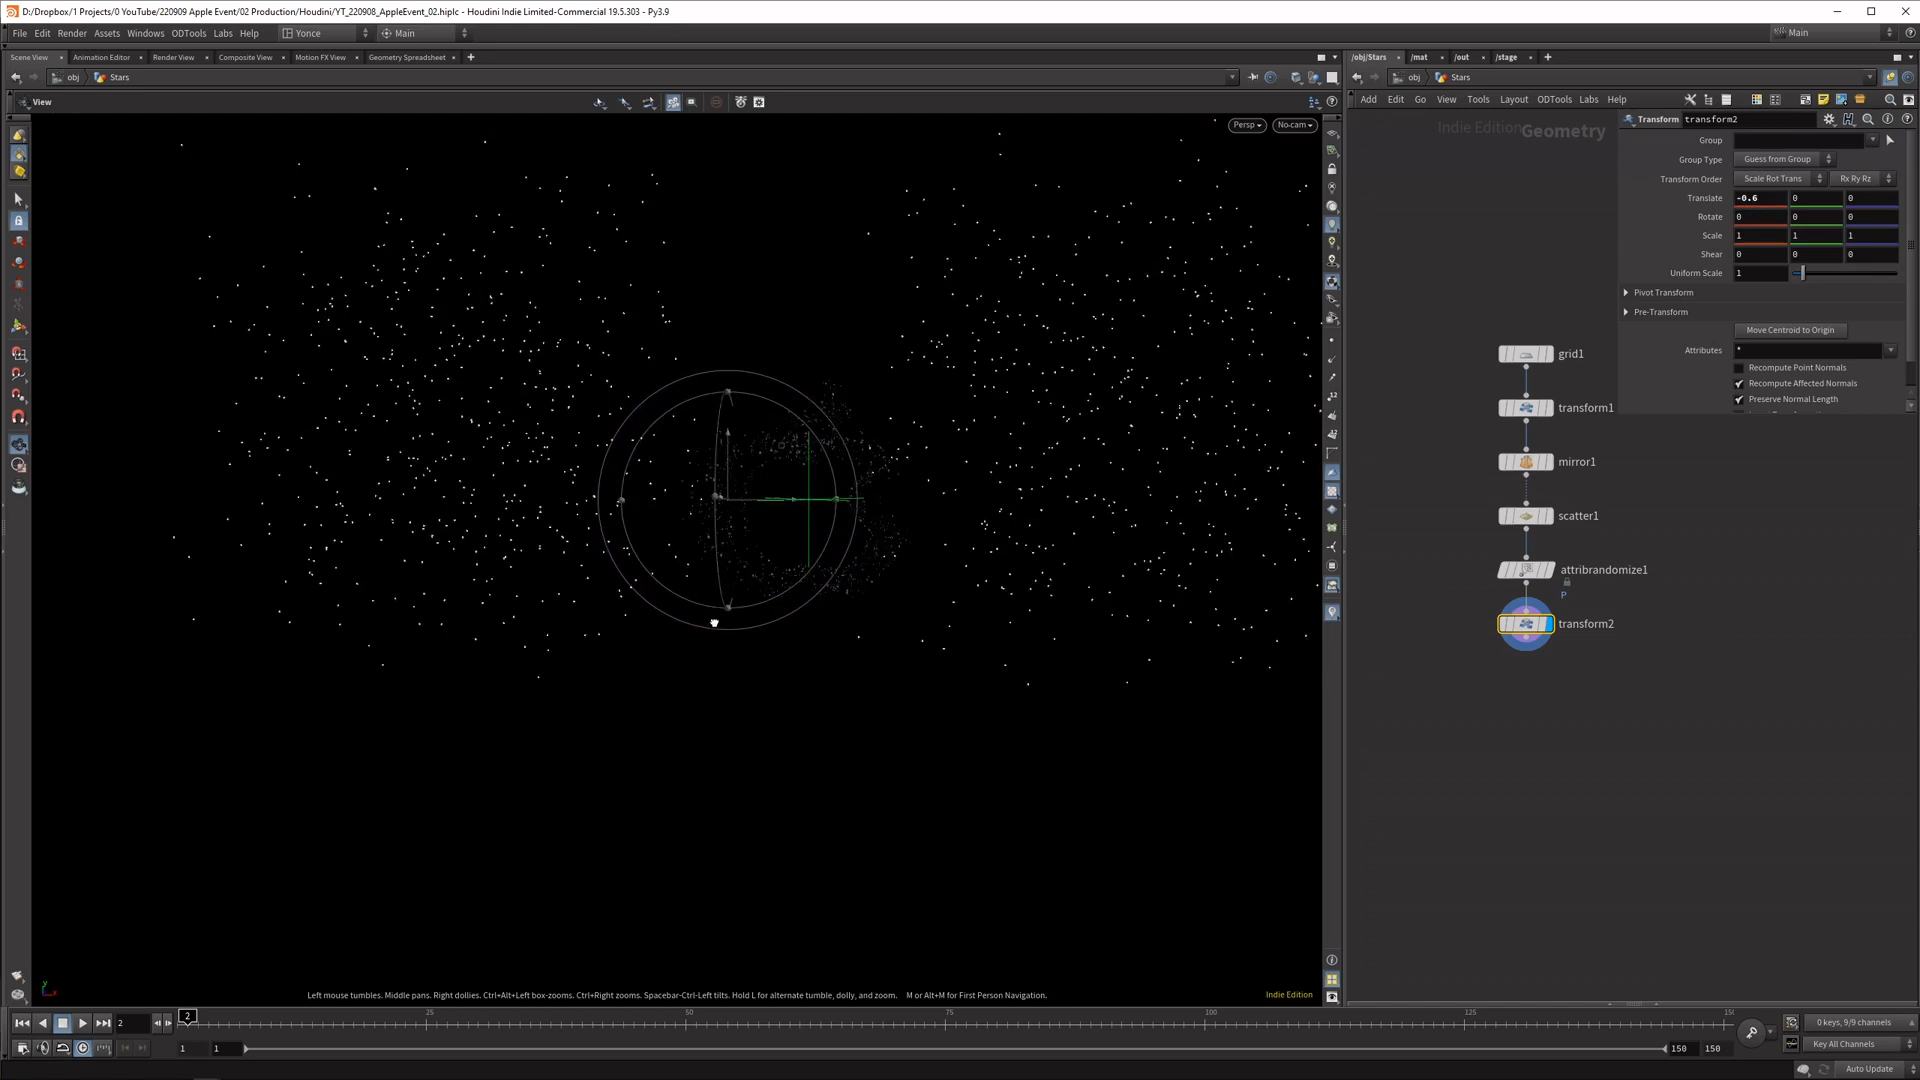 D:/Dropbox/1 Projects/0 YouTube/220909 Apple Event/02 Production/Houdini/YT_220908_AppleEvent_02.hiplc - Houdini Indie Limited-Commercial 19.5.303 - Py3.9
File Edit Render Assets Windows ODTools Labs Help Yonce Main Main
Scene View Animation Editor Render View Composite View Motion FX View Geometry Spreadsheet /obj/Stars /mat /out /stage
obj Stars obj Stars
View Add Edit Go View Tools Layout ODTools Labs Help
Persp No-cam Indie Edition Geometry
Transform transform2
Group
Group Type Guess from Group
Transform Order Scale Rot Trans Rx Ry Rz
Translate -0.6 0 0
Rotate 0 0 0
Scale 1 1 1
Shear 0 0 0
Uniform Scale 1
Pivot Transform
Pre-Transform
Move Centroid to Origin
Attributes *
Recompute Point Normals
Recompute Affected Normals
Preserve Normal Length
grid1
transform1
mirror1
scatter1
attribrandomize1
P
transform2
Left mouse tumbles. Middle pans. Right dollies. Ctrl+Alt+Left box-zooms. Ctrl+Right zooms. Spacebar-Ctrl-Left tilts. Hold L for alternate tumble, dolly, and zoom. M or Alt+M for First Person Navigation.
Indie Edition
2 2 25 50 75 100 125
0 keys, 9/9 channels
1 1 150 150 Key All Channels
Auto Update